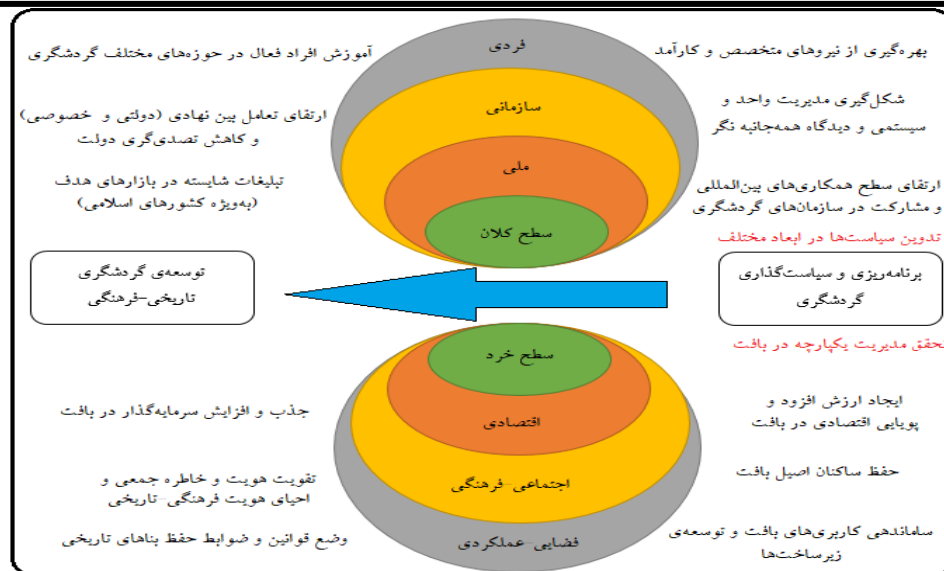 فردی
بهره‌گیری از نیروهای متخصص و کارآمد
آموزش افراد فعال در حوزه‌های مختلف گردشگری
سازمانی
شکل‌گیری مدیریت واحد و
سیستمی و دیدگاه همه‌جانبه نگر
ارتقای تعامل بین نهادی (دولتی و خصوصی)
و کاهش تصدی‌گری دولت
ملی
ارتقای سطح همکاری‌های بین‌المللی
و مشارکت در سازمان‌های گردشگری
تبلیغات شایسته در بازارهای هدف
(به‌ویژه کشورهای اسلامی)
سطح کلان
تدوین سیاست‌ها در ابعاد مختلف
برنامه‌ریزی و سیاست‌گذاری
گردشگری
توسعه‌ی گردشگری
تاریخی-فرهنگی
تحقق مدیریت یکپارچه در بافت
سطح خرد
ایجاد ارزش افزود و
پویایی اقتصادی در بافت
اقتصادی
جذب و افزایش سرمایه‌گذار در بافت
حفظ ساکنان اصیل بافت
اجتماعی-فرهنگی
تقویت هویت و خاطره جمعی و
احیای هویت فرهنگی-تاریخی
ساماندهی کاربری‌های بافت و توسعه‌ی
زیرساخت‌ها
فضایی-عملکردی
وضع قوانین و ضوابط حفظ بناهای تاریخی